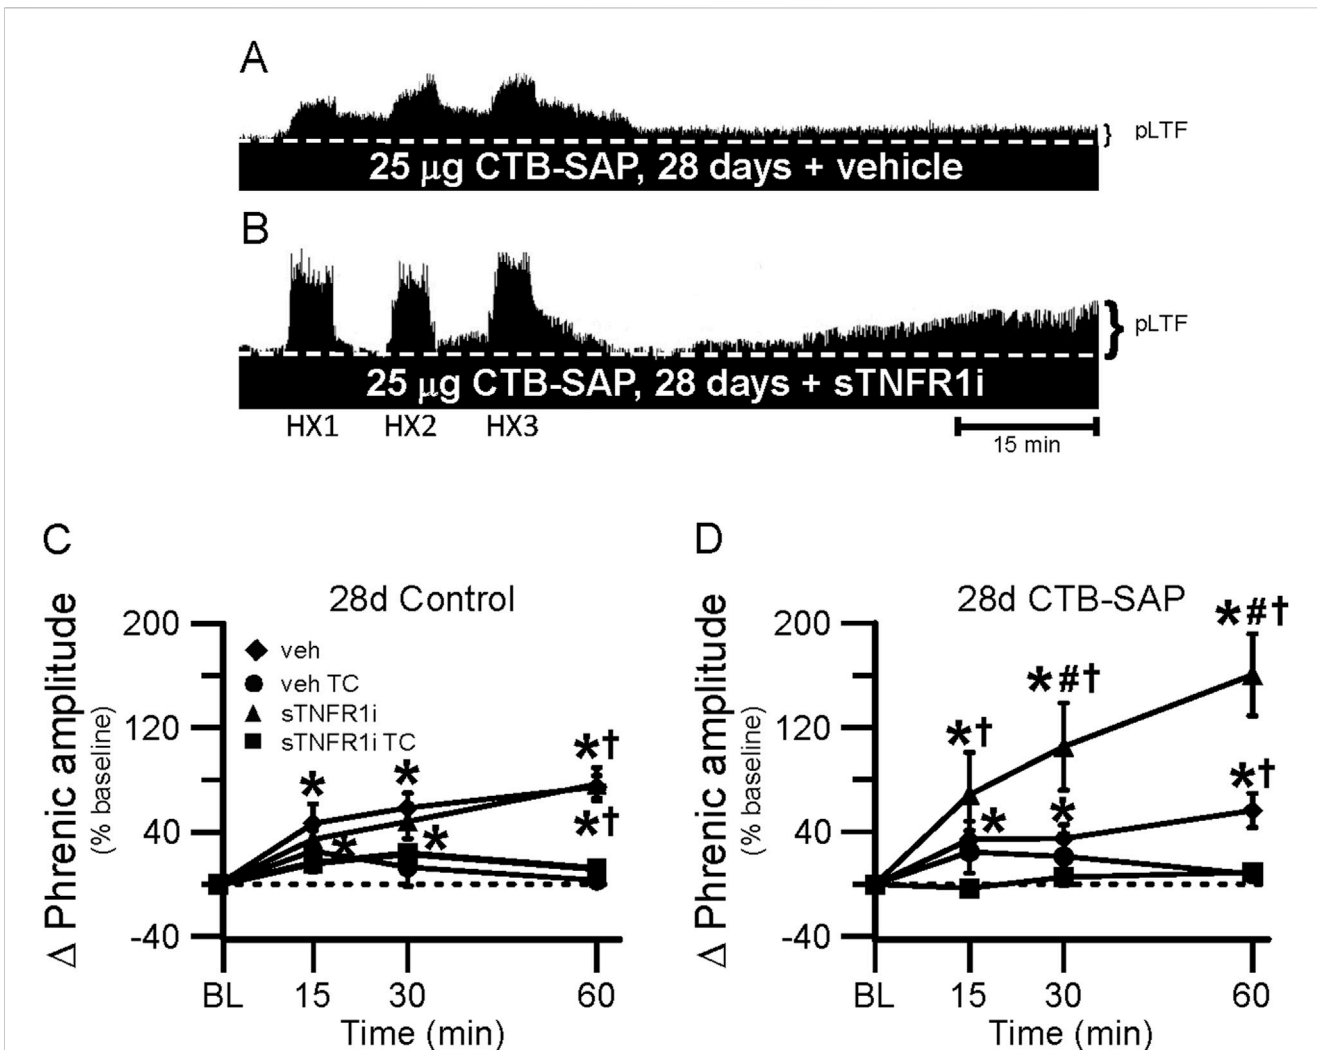 A
pLTF
25 μg CTB-SAP, 28 days + vehicle
B
pLTF
25 μg CTB-SAP, 28 days + sTNFR1i
HX1 HX2 HX3
15 min
C
28d Control
Δ Phrenic amplitude
(% baseline)
200
120
40
-40
veh
veh TC
sTNFR1i
sTNFR1i TC
*
*
*†
*
*
*†
BL 15 30 60
Time (min)
D
28d CTB-SAP
Δ Phrenic amplitude
(% baseline)
200
120
40
-40
*#†
*#†
*†
*†
*
*
BL 15 30 60
Time (min)